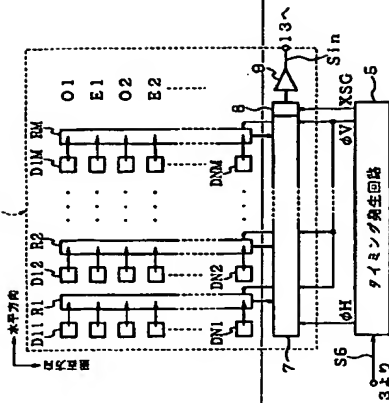 水平方向
D11 R1 D12 R2 D1M RM
O1
E1
O2
E2
DN1 DN2 DNM
7
8
9
Sin
13へ
φH
φV
XSG
S6
3より
タイミング発生回路
5